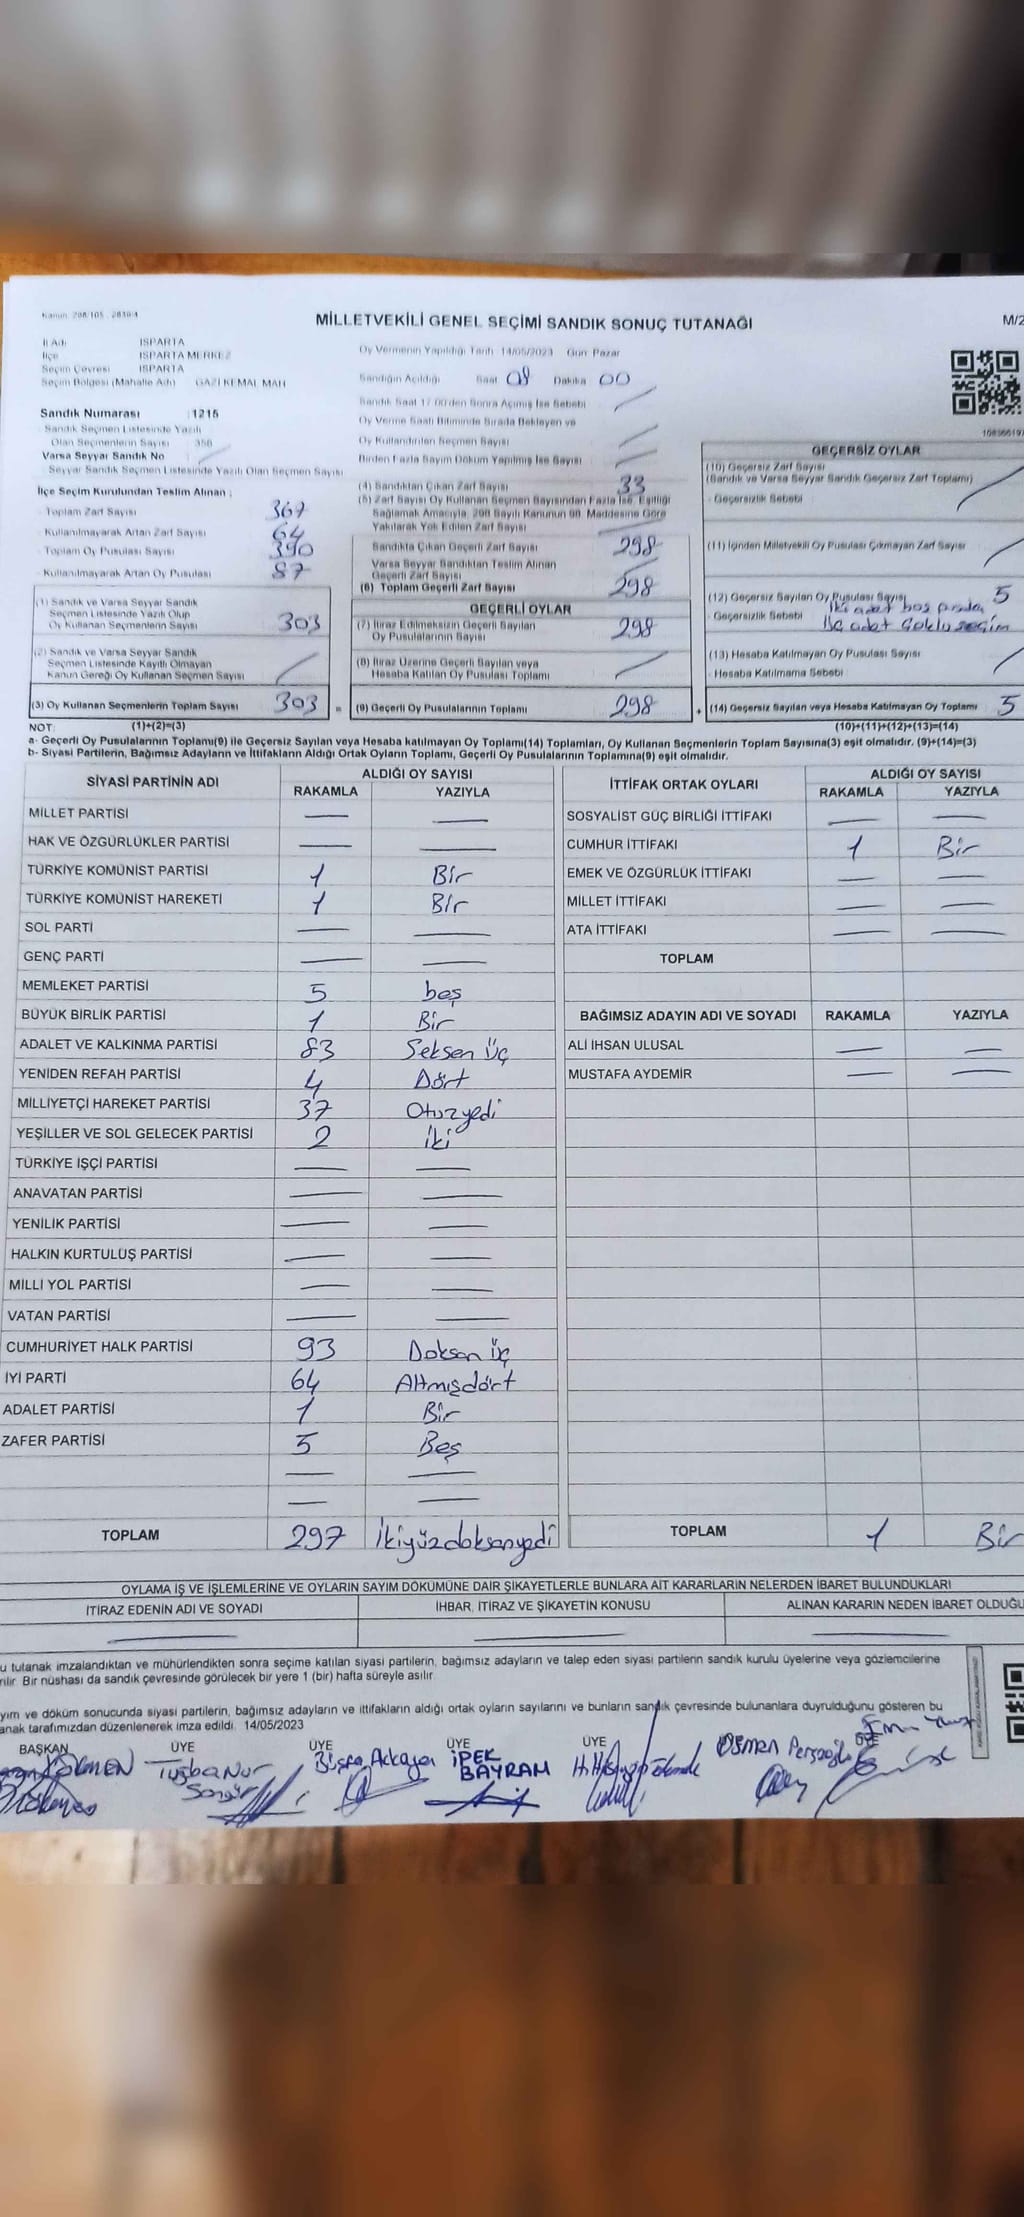 Kanun: 298/105 - 2839/4
MİLLETVEKİLİ GENEL SEÇİMİ SANDIK SONUÇ TUTANAĞI
M/2
İl Adı ISPARTA
İlçe ISPARTA MERKEZ
Seçim Çevresi ISPARTA
Seçim Bölgesi (Mahalle Adı) GAZİ KEMAL MAH
Oy Vermenin Yapıldığı Tarih 14/05/2023 Gün Pazar
Sandığın Açıldığı Saat 08 Dakika 00
Sandık Saat 17:00'den Sonra Açılmış İse Sebebi
Oy Verme Saati Bitiminde Sırada Bekleyen ve
Oy Kullandırılan Seçmen Sayısı
Birden Fazla Sayım Döküm Yapılmış İse Sayısı
Sandık Numarası : 1215
Sandık Seçmen Listesinde Yazılı
Olan Seçmenlerin Sayısı 356
Varsa Seyyar Sandık No
Seyyar Sandık Seçmen Listesinde Yazılı Olan Seçmen Sayısı
İlçe Seçim Kurulundan Teslim Alınan :
Toplam Zarf Sayısı 367
Kullanılmayarak Artan Zarf Sayısı 64
Toplam Oy Pusulası Sayısı 390
Kullanılmayarak Artan Oy Pusulası 87
(1) Sandık ve Varsa Seyyar Sandık
Seçmen Listesinde Yazılı Olup
Oy Kullanan Seçmenlerin Sayısı 303
(2) Sandık ve Varsa Seyyar Sandık
Seçmen Listesinde Kayıtlı Olmayan
Kanun Gereği Oy Kullanan Seçmen Sayısı
(3) Oy Kullanan Seçmenlerin Toplam Sayısı 303 =
(4) Sandıktan Çıkan Zarf Sayısı 33
(5) Zarf Sayısı Oy Kullanan Seçmen Sayısından Fazla İse, Eşitliği
Sağlamak Amacıyla, 298 Sayılı Kanunun 98. Maddesine Göre
Yakılarak Yok Edilen Zarf Sayısı
Sandıkta Çıkan Geçerli Zarf Sayısı 298
Varsa Seyyar Sandıktan Teslim Alınan
Geçerli Zarf Sayısı
(6) Toplam Geçerli Zarf Sayısı 298
GEÇERLİ OYLAR
(7) İtiraz Edilmeksizin Geçerli Sayılan
Oy Pusulalarının Sayısı 298
(8) İtiraz Üzerine Geçerli Sayılan veya
Hesaba Katılan Oy Pusulası Toplamı
(9) Geçerli Oy Pusulalarının Toplamı 298 +
GEÇERSİZ OYLAR
(10) Geçersiz Zarf Sayısı
(Sandık ve Varsa Seyyar Sandık Geçersiz Zarf Toplamı)
- Geçersizlik Sebebi
(11) İçinden Milletvekili Oy Pusulası Çıkmayan Zarf Sayısı
(12) Geçersiz Sayılan Oy Pusulası Sayısı 5
- Geçersizlik Sebebi İki adet boş pusula
Üç adet Çoklu seçim
(13) Hesaba Katılmayan Oy Pusulası Sayısı
- Hesaba Katılmama Sebebi
(14) Geçersiz Sayılan veya Hesaba Katılmayan Oy Toplamı 5
NOT: (1)+(2)=(3) (10)+(11)+(12)+(13)=(14)
a- Geçerli Oy Pusulalarının Toplamı(9) ile Geçersiz Sayılan veya Hesaba katılmayan Oy Toplamı(14) Toplamları, Oy Kullanan Seçmenlerin Toplam Sayısına(3) eşit olmalıdır. (9)+(14)=(3)
b- Siyasi Partilerin, Bağımsız Adayların ve İttifakların Aldığı Ortak Oyların Toplamı, Geçerli Oy Pusulalarının Toplamına(9) eşit olmalıdır.
SİYASİ PARTİNİN ADI ALDIĞI OY SAYISI
RAKAMLA YAZIYLA
MİLLET PARTİSİ — —
HAK VE ÖZGÜRLÜKLER PARTİSİ — —
TÜRKİYE KOMÜNİST PARTİSİ 1 Bir
TÜRKİYE KOMÜNİST HAREKETİ 1 Bir
SOL PARTİ — —
GENÇ PARTİ — —
MEMLEKET PARTİSİ 5 beş
BÜYÜK BİRLİK PARTİSİ 1 Bir
ADALET VE KALKINMA PARTİSİ 83 Seksen üç
YENİDEN REFAH PARTİSİ 4 Dört
MİLLİYETÇİ HAREKET PARTİSİ 37 Otuzyedi
YEŞİLLER VE SOL GELECEK PARTİSİ 2 iki
TÜRKİYE İŞÇİ PARTİSİ — —
ANAVATAN PARTİSİ — —
YENİLİK PARTİSİ — —
HALKIN KURTULUŞ PARTİSİ — —
MİLLİ YOL PARTİSİ — —
VATAN PARTİSİ — —
CUMHURİYET HALK PARTİSİ 93 Doksan üç
İYİ PARTİ 64 Altmışdört
ADALET PARTİSİ 1 Bir
ZAFER PARTİSİ 5 Beş
— —
— —
TOPLAM 297 İkiyüzdoksanyedi
İTTİFAK ORTAK OYLARI ALDIĞI OY SAYISI
RAKAMLA YAZIYLA
SOSYALİST GÜÇ BİRLİĞİ İTTİFAKI — —
CUMHUR İTTİFAKI 1 Bir
EMEK VE ÖZGÜRLÜK İTTİFAKI — —
MİLLET İTTİFAKI — —
ATA İTTİFAKI — —
TOPLAM
BAĞIMSIZ ADAYIN ADI VE SOYADI RAKAMLA YAZIYLA
ALİ İHSAN ULUSAL — —
MUSTAFA AYDEMİR — —
TOPLAM 1 Bir
OYLAMA İŞ VE İŞLEMLERİNE VE OYLARIN SAYIM DÖKÜMÜNE DAİR ŞİKAYETLERLE BUNLARA AİT KARARLARIN NELERDEN İBARET BULUNDUKLARI
İTİRAZ EDENİN ADI VE SOYADI İHBAR, İTİRAZ VE ŞİKAYETİN KONUSU ALINAN KARARIN NEDEN İBARET OLDUĞU
— — —
u tutanak imzalandıktan ve mühürlendikten sonra seçime katılan siyasi partilerin, bağımsız adayların ve talep eden siyasi partilerin sandık kurulu üyelerine veya gözlemcilerine
rilir. Bir nüshası da sandık çevresinde görülecek bir yere 1 (bir) hafta süreyle asılır.
yım ve döküm sonucunda siyasi partilerin, bağımsız adayların ve ittifakların aldığı ortak oyların sayılarını ve bunların sandık çevresinde bulunanlara duyrulduğunu gösteren bu
anak tarafımızdan düzenlenerek imza edildi. 14/05/2023
BAŞKAN ÜYE ÜYE ÜYE ÜYE ÜYE
Tuğba Nur İPEK BAYRAM Osman